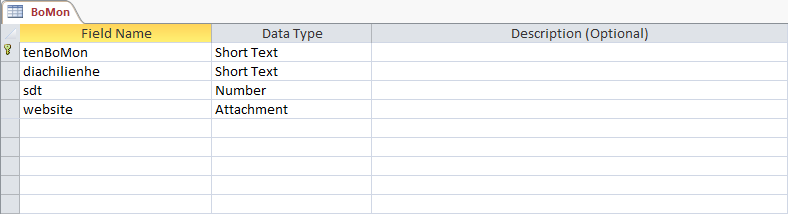 BoMon
Field Name Data Type Description (Optional)
tenBoMon Short Text
diachilienhe Short Text
sdt Number
website Attachment